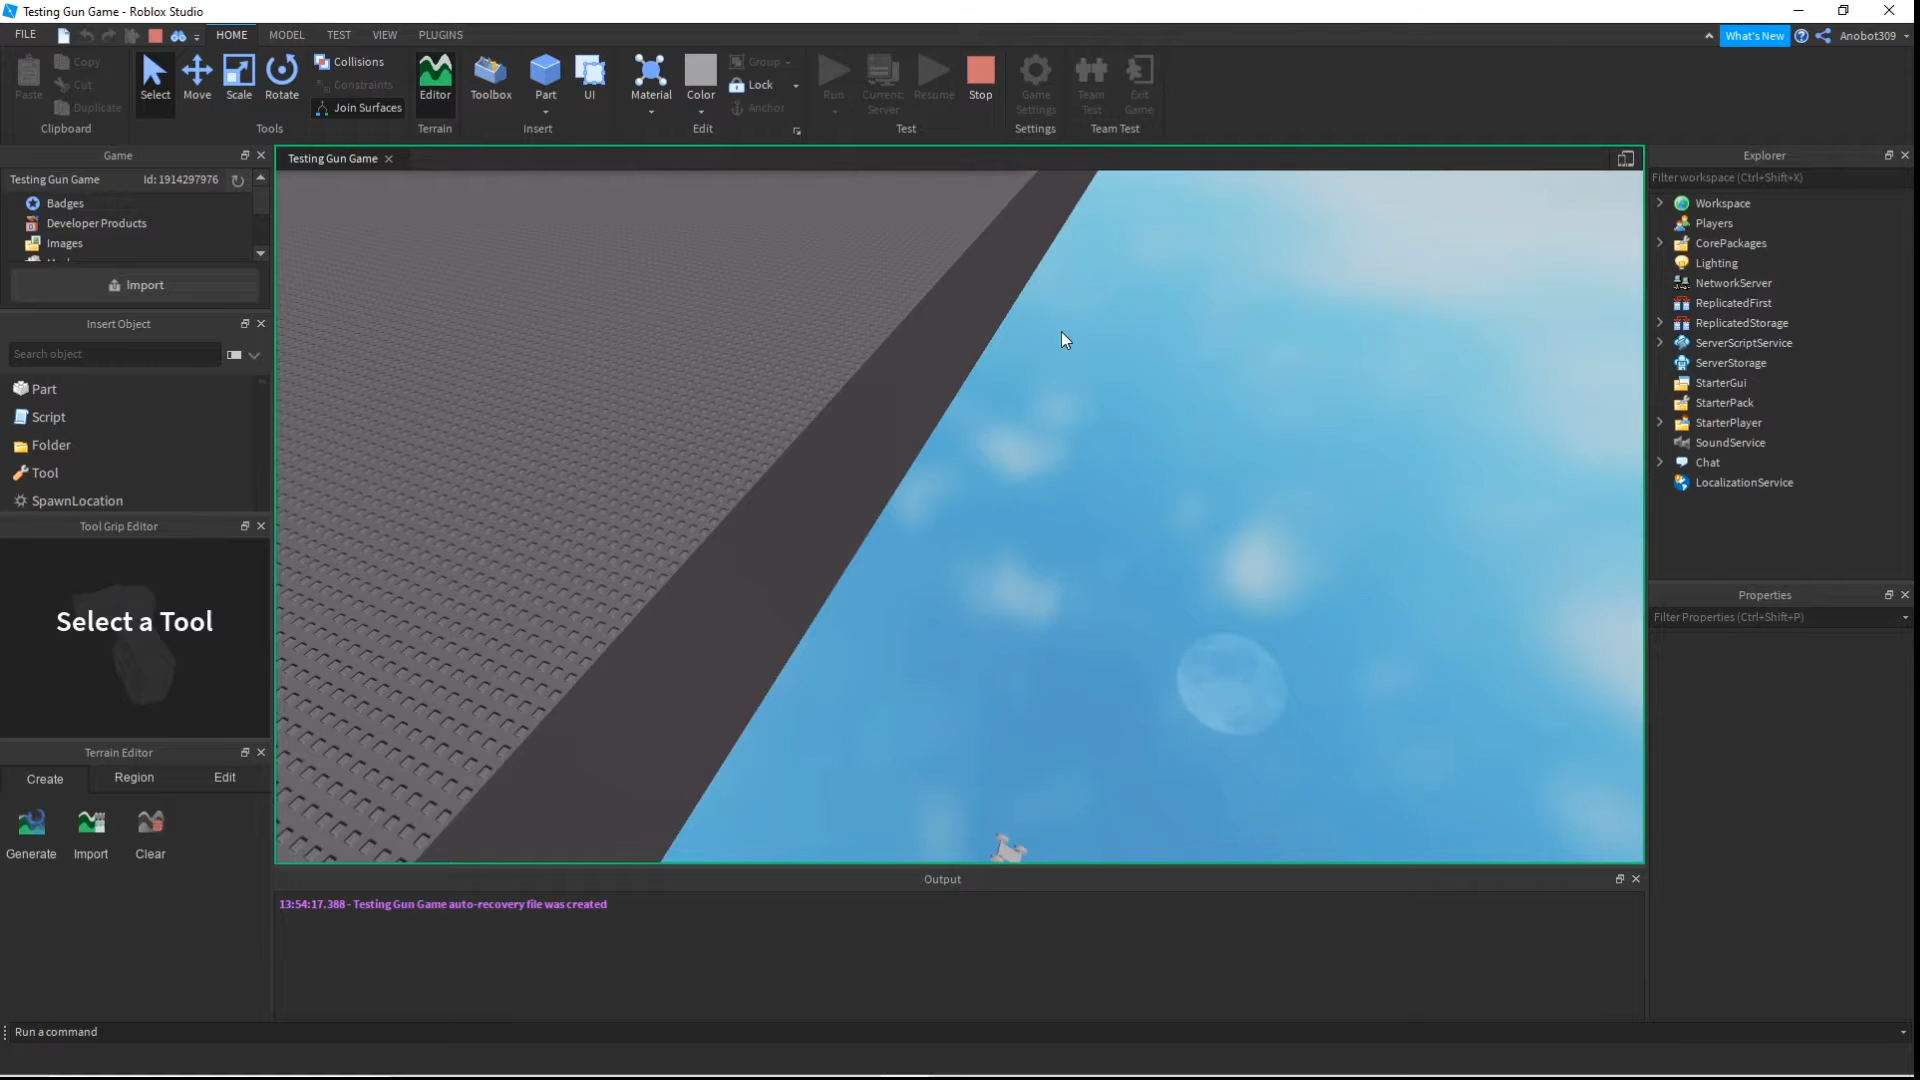 Testing Gun Game - Roblox Studio
FILE HOME MODEL TEST VIEW PLUGINS What's New Anobot309
Paste Copy Cut Duplicate Clipboard
Select Move Scale Rotate Collisions Constraints Join Surfaces Tools
Editor Terrain
Toolbox Part UI Insert
Material Color Group Lock Anchor Edit
Run Current: Server Resume Stop Test
Game Settings Settings
Team Test Exit Game Team Test
Game
Testing Gun Game Id: 1914297976
Badges
Developer Products
Images
Import
Insert Object
Search object
Part
Script
Folder
Tool
SpawnLocation
Tool Grip Editor
Select a Tool
Terrain Editor
Create Region Edit
Generate Import Clear
Testing Gun Game
Output
13:54:17.388 - Testing Gun Game auto-recovery file was created
Run a command
Explorer
Filter workspace (Ctrl+Shift+X)
Workspace
Players
CorePackages
Lighting
NetworkServer
ReplicatedFirst
ReplicatedStorage
ServerScriptService
ServerStorage
StarterGui
StarterPack
StarterPlayer
SoundService
Chat
LocalizationService
Properties
Filter Properties (Ctrl+Shift+P)